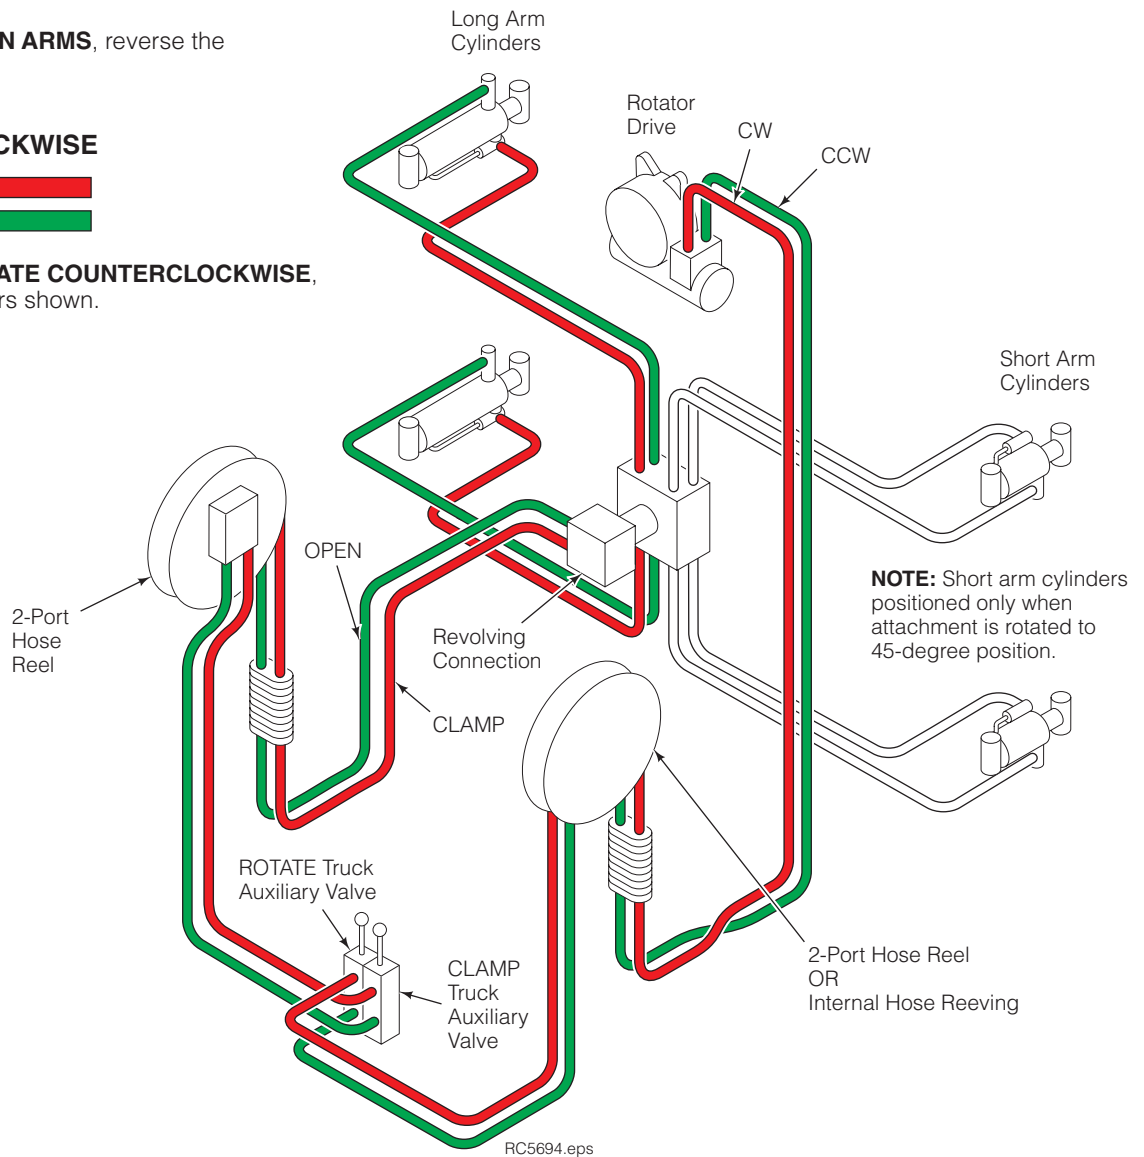 N ARMS, reverse the
CKWISE
ATE COUNTERCLOCKWISE,
rs shown.
Long Arm
Cylinders
Rotator
Drive
CW
CCW
Short Arm
Cylinders
OPEN
2-Port
Hose
Reel
Revolving
Connection
CLAMP
NOTE: Short arm cylinders
positioned only when
attachment is rotated to
45-degree position.
ROTATE Truck
Auxiliary Valve
CLAMP
Truck
Auxiliary
Valve
2-Port Hose Reel
OR
Internal Hose Reeving
RC5694.eps